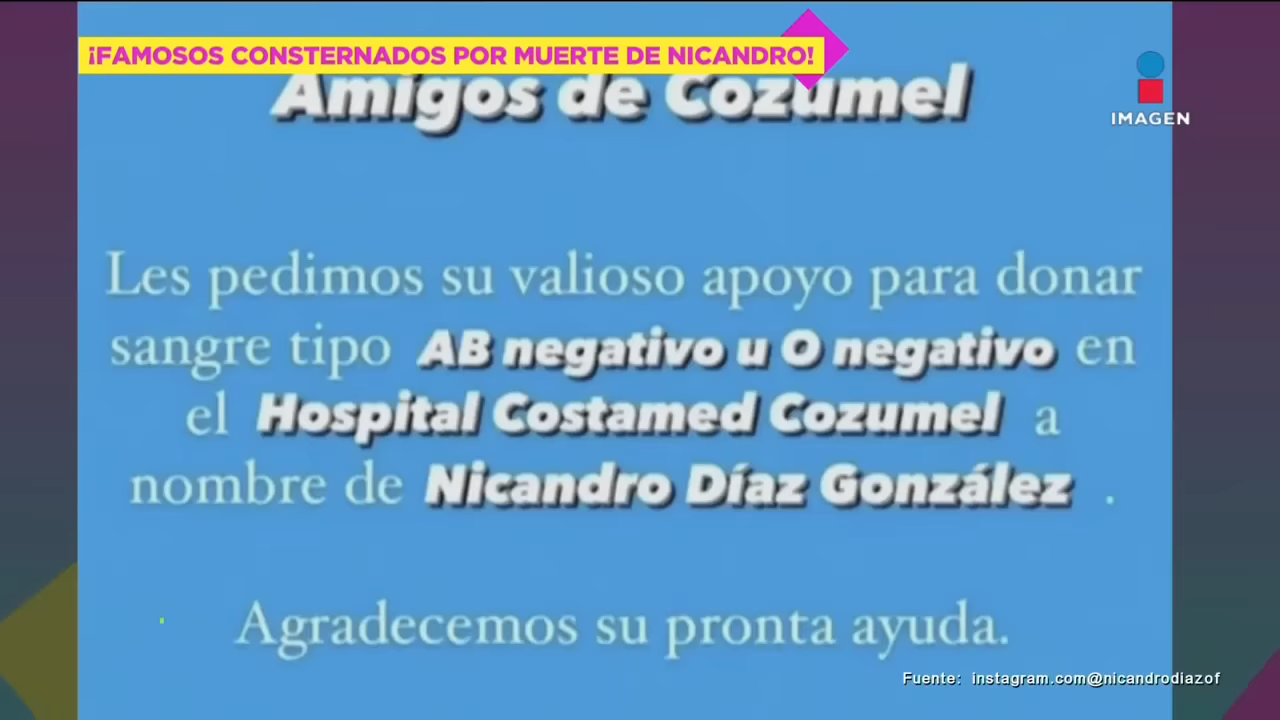 ¡FAMOSOS CONSTERNADOS POR MUERTE DE NICANDRO!
IMAGEN
Amigos de Cozumel
Les pedimos su valioso apoyo para donar
sangre tipo AB negativo u O negativo en
el Hospital Costamed Cozumel a
nombre de Nicandro Díaz González .
Agradecemos su pronta ayuda.
Fuente: instagram.com@nicandrodiazof